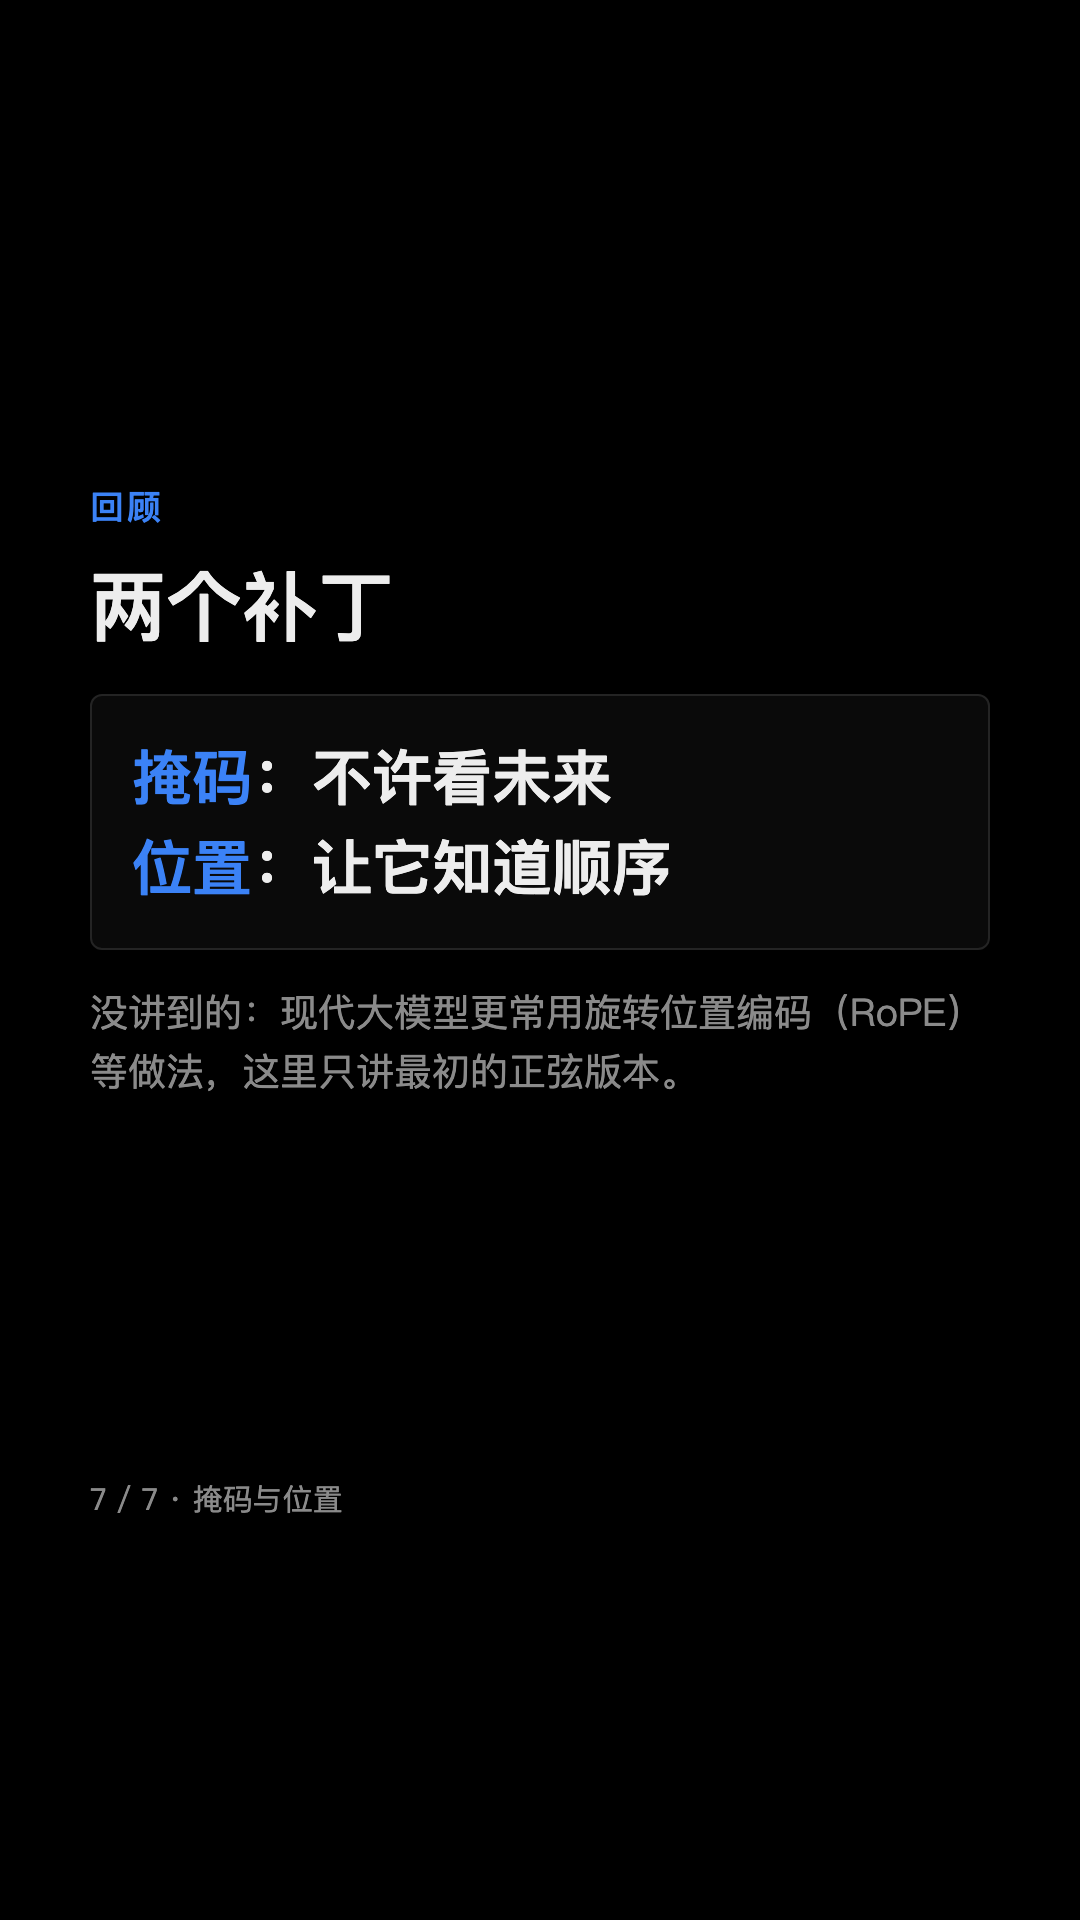 回顾
两个补丁
掩码：不许看未来
位置：让它知道顺序
没讲到的：现代大模型更常用旋转位置编码（RoPE）
等做法，这里只讲最初的正弦版本。
7 / 7 · 掩码与位置